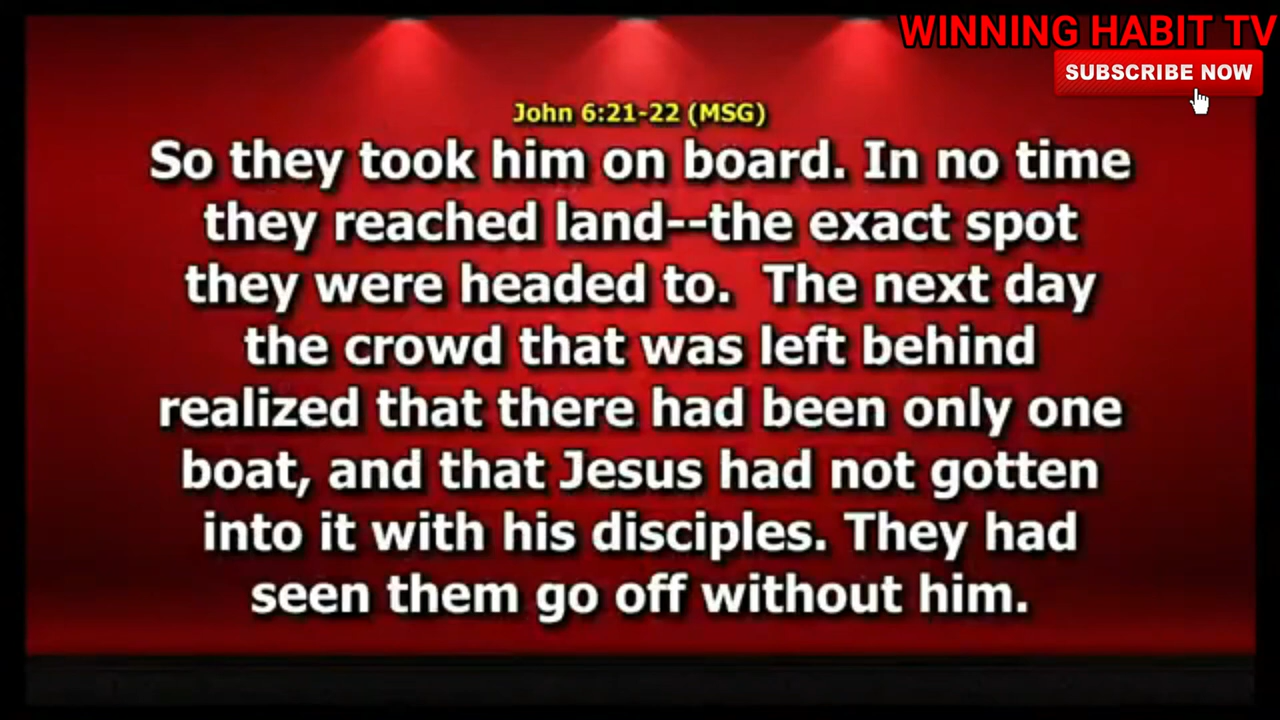 WINNING HABIT TV
SUBSCRIBE NOW
John 6:21-22 (MSG)
So they took him on board. In no time
they reached land--the exact spot
they were headed to.  The next day
the crowd that was left behind
realized that there had been only one
boat, and that Jesus had not gotten
into it with his disciples. They had
seen them go off without him.